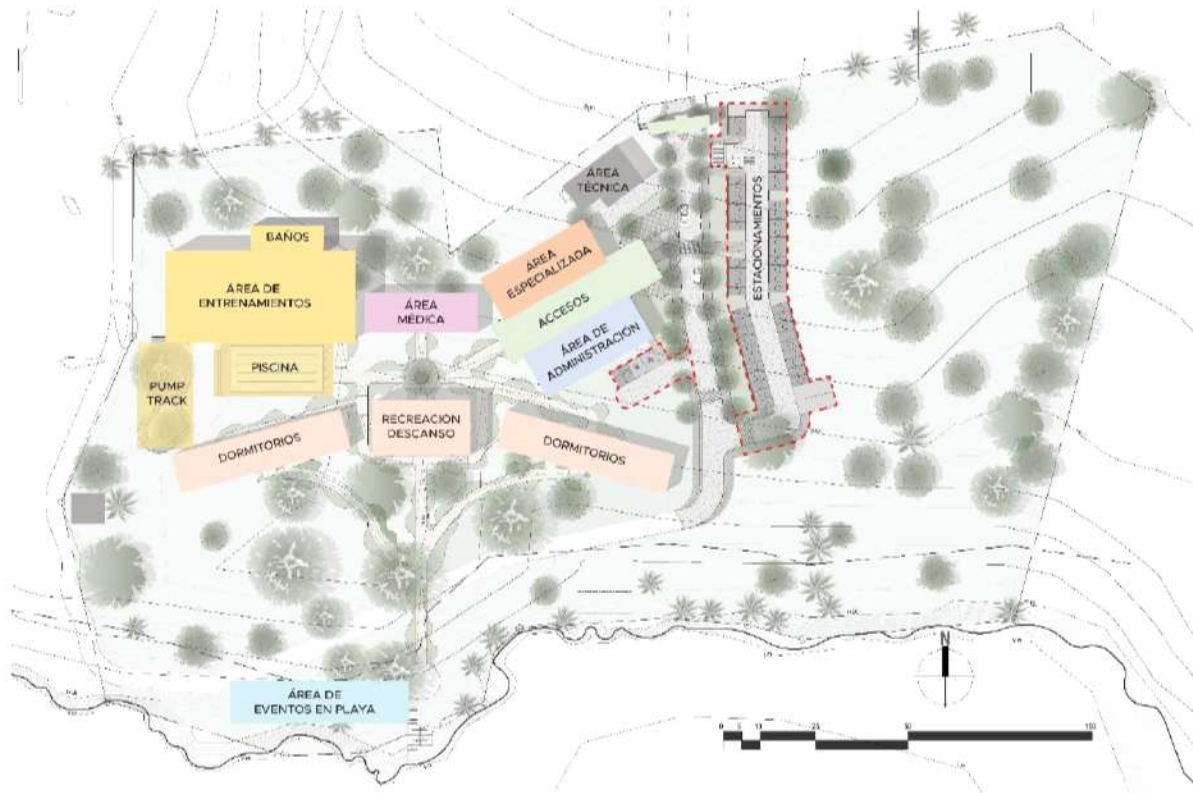 ÁREA
TÉCNICA
ESTACIONAMIENTOS
BAÑOS
ÁREA
ESPECIALIZADA
ÁREA DE
ENTRENAMIENTOS
ÁREA
MÉDICA
ACCESOS
ÁREA DE
ADMINISTRACIÓN
PISCINA
PUMP
TRACK
RECREACION
DESCANSO
DORMITORIOS
DORMITORIOS
N
ÁREA DE
EVENTOS EN PLAYA
0 5 10 25 50 100